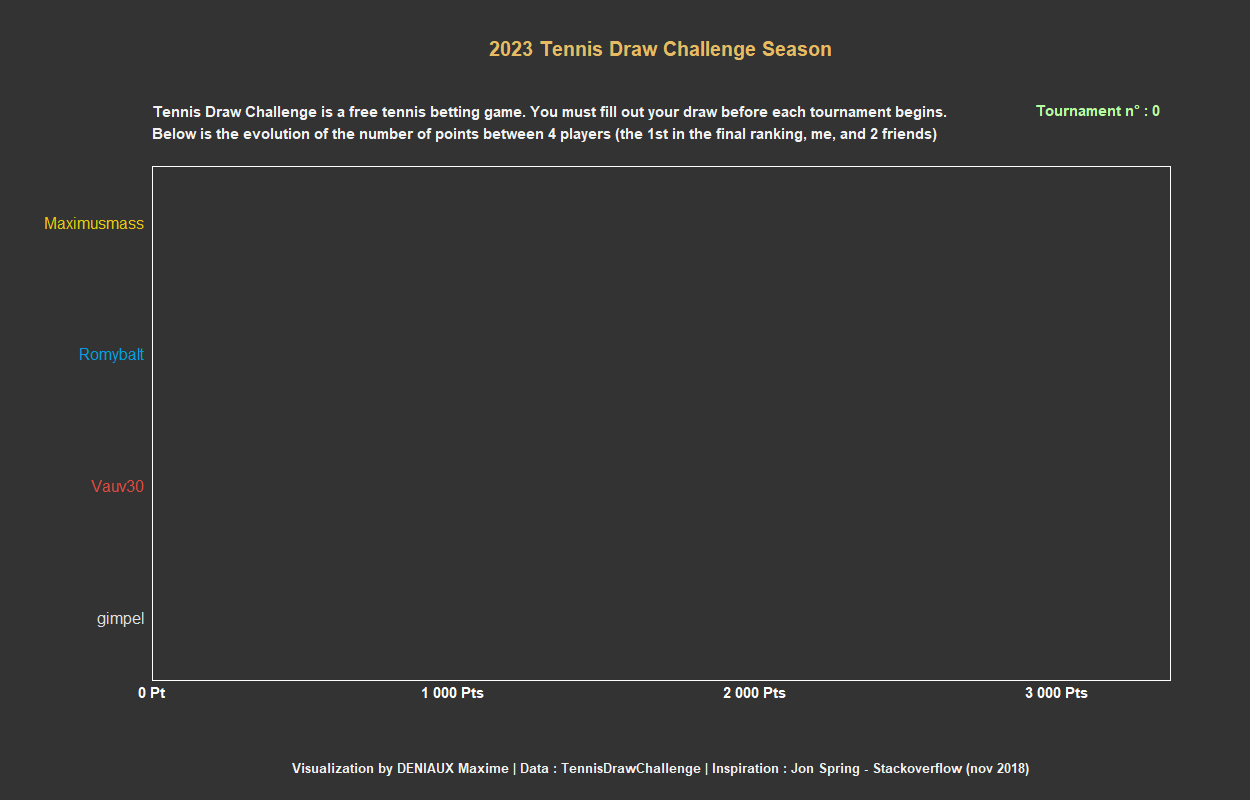 2023 Tennis Draw Challenge Season
Tennis Draw Challenge is a free tennis betting game. You must fill out your draw before each tournament begins.
Below is the evolution of the number of points between 4 players (the 1st in the final ranking, me, and 2 friends)
Tournament n° : 0
Maximusmass
Romybalt
Vauv30
gimpel
0 Pt
1 000 Pts
2 000 Pts
3 000 Pts
Visualization by DENIAUX Maxime | Data : TennisDrawChallenge | Inspiration : Jon Spring - Stackoverflow (nov 2018)